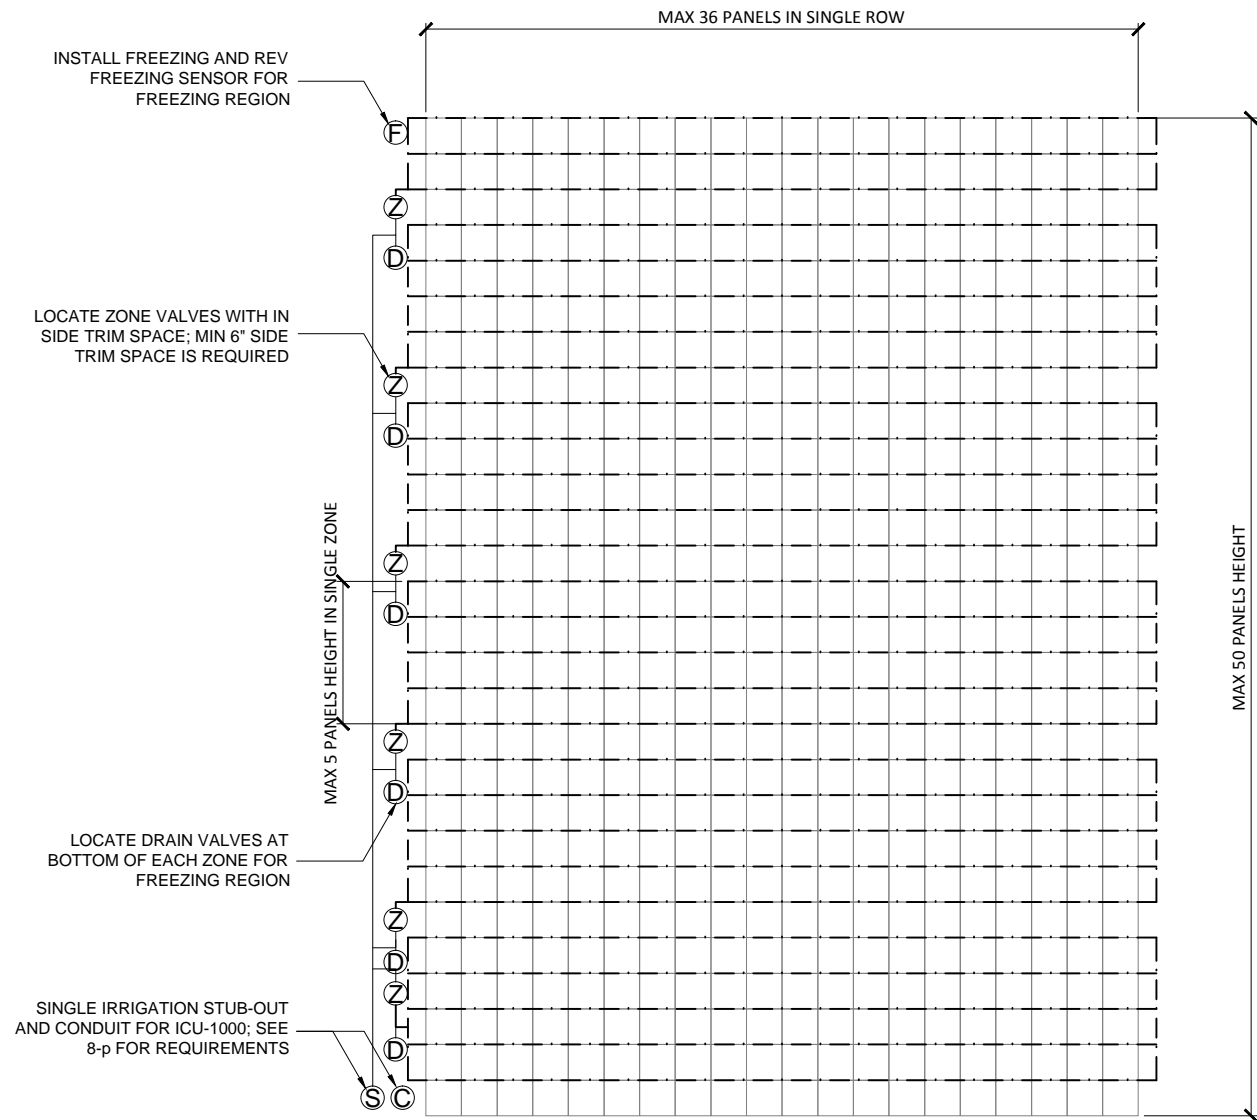 MAX 36 PANELS IN SINGLE ROW
INSTALL FREEZING AND REV
FREEZING SENSOR FOR
FREEZING REGION
F
Z
D
LOCATE ZONE VALVES WITH IN
SIDE TRIM SPACE; MIN 6" SIDE
TRIM SPACE IS REQUIRED
Z
D
Z
D
MAX 5 PANELS HEIGHT IN SINGLE ZONE
MAX 50 PANELS HEIGHT
Z
D
LOCATE DRAIN VALVES AT
BOTTOM OF EACH ZONE FOR
FREEZING REGION
Z
D
Z
D
SINGLE IRRIGATION STUB-OUT
AND CONDUIT FOR ICU-1000; SEE
8-p FOR REQUIREMENTS
S C